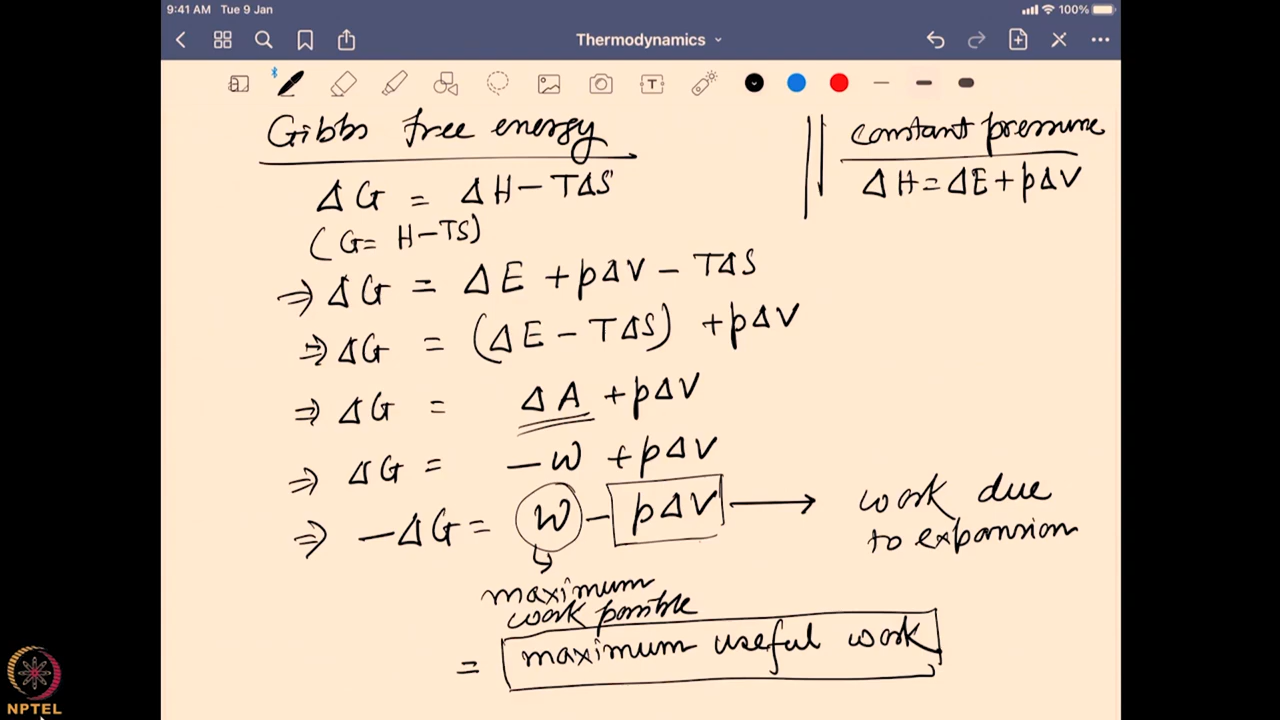 9:41 AM Tue 9 Jan
100%
Thermodynamics
T
Gibbs free energy
constant pressure
ΔH = ΔE + pΔV
ΔG = ΔH − TΔS
(G = H − TS)
⇒ ΔG = ΔE + pΔV − TΔS
⇒ ΔG = (ΔE − TΔS) + pΔV
⇒ ΔG = ΔA + pΔV
⇒ ΔG = −W + pΔV
⇒ −ΔG = W − pΔV → work due
to expansion
maximum
work possible
= maximum useful work
NPTEL